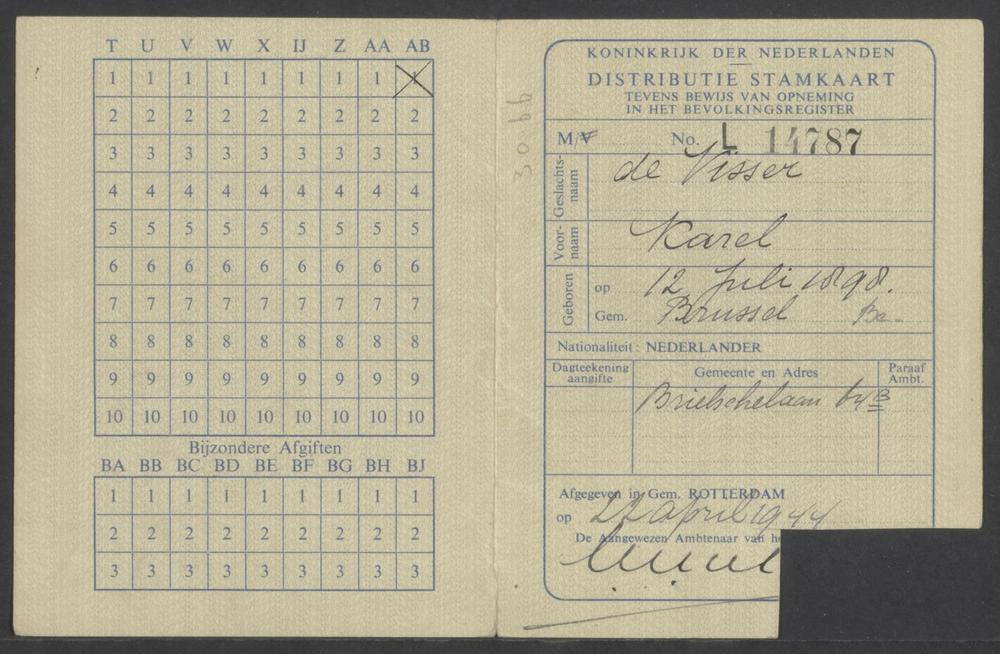 T U V W X IJ Z AA AB
1 1 1 1 1 1 1 1 1
2 2 2 2 2 2 2 2 2
3 3 3 3 3 3 3 3 3
4 4 4 4 4 4 4 4 4
5 5 5 5 5 5 5 5 5
6 6 6 6 6 6 6 6 6
7 7 7 7 7 7 7 7 7
8 8 8 8 8 8 8 8 8
9 9 9 9 9 9 9 9 9
10 10 10 10 10 10 10 10 10
Bijzondere Afgiften
BA BB BC BD BE BF BG BH BJ
1 1 1 1 1 1 1 1 1
2 2 2 2 2 2 2 2 2
3 3 3 3 3 3 3 3 3
KONINKRIJK DER NEDERLANDEN
DISTRIBUTIE STAMKAART
TEVENS BEWIJS VAN OPNEMING
IN HET BEVOLKINGSREGISTER
M/V No. L 14787
Geslachts-
naam
de Visser
Voor-
naam
Karel
Geboren
op 12 Juli 1898.
Gem. Brussel Be-
Nationaliteit: NEDERLANDER
Dagteekening
aangifte
Gemeente en Adres
Paraaf
Ambt.
Brielschelaan
Afgegeven in Gem. ROTTERDAM
op 22 april 1944
De Aangewezen Ambtenaar van